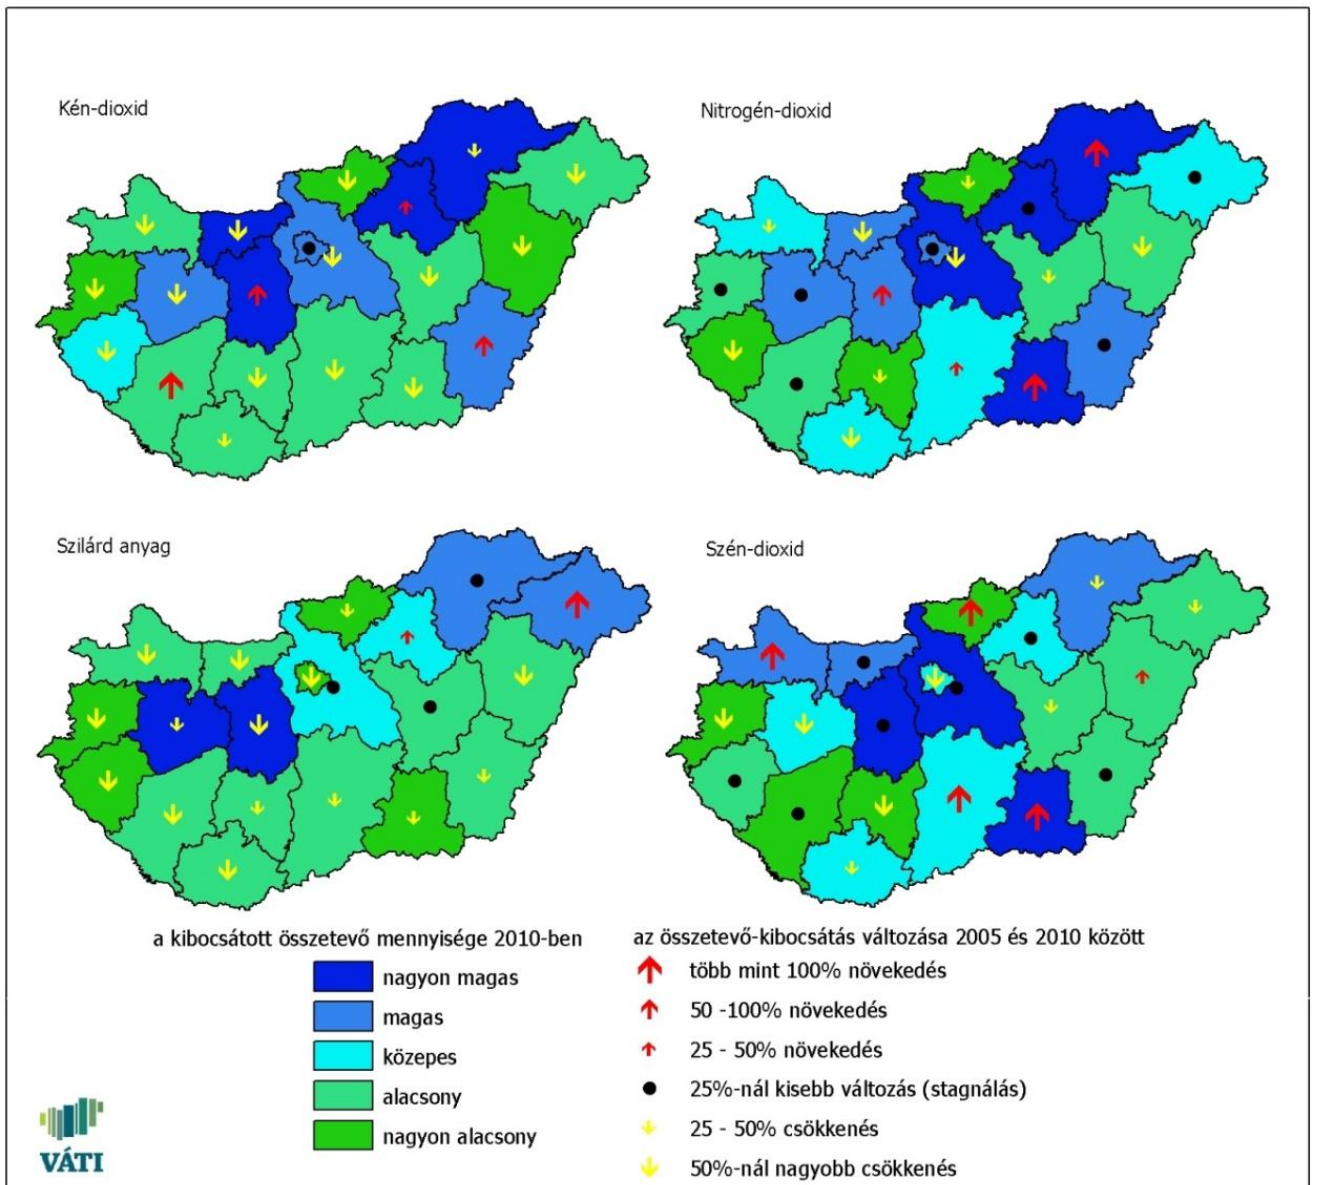 Kén-dioxid
Nitrogén-dioxid
Szilárd anyag
Szén-dioxid
a kibocsátott összetevő mennyisége 2010-ben
nagyon magas
magas
közepes
alacsony
nagyon alacsony
az összetevő-kibocsátás változása 2005 és 2010 között
több mint 100% növekedés
50 -100% növekedés
25 - 50% növekedés
25%-nál kisebb változás (stagnálás)
25 - 50% csökkenés
50%-nál nagyobb csökkenés
VÁTI